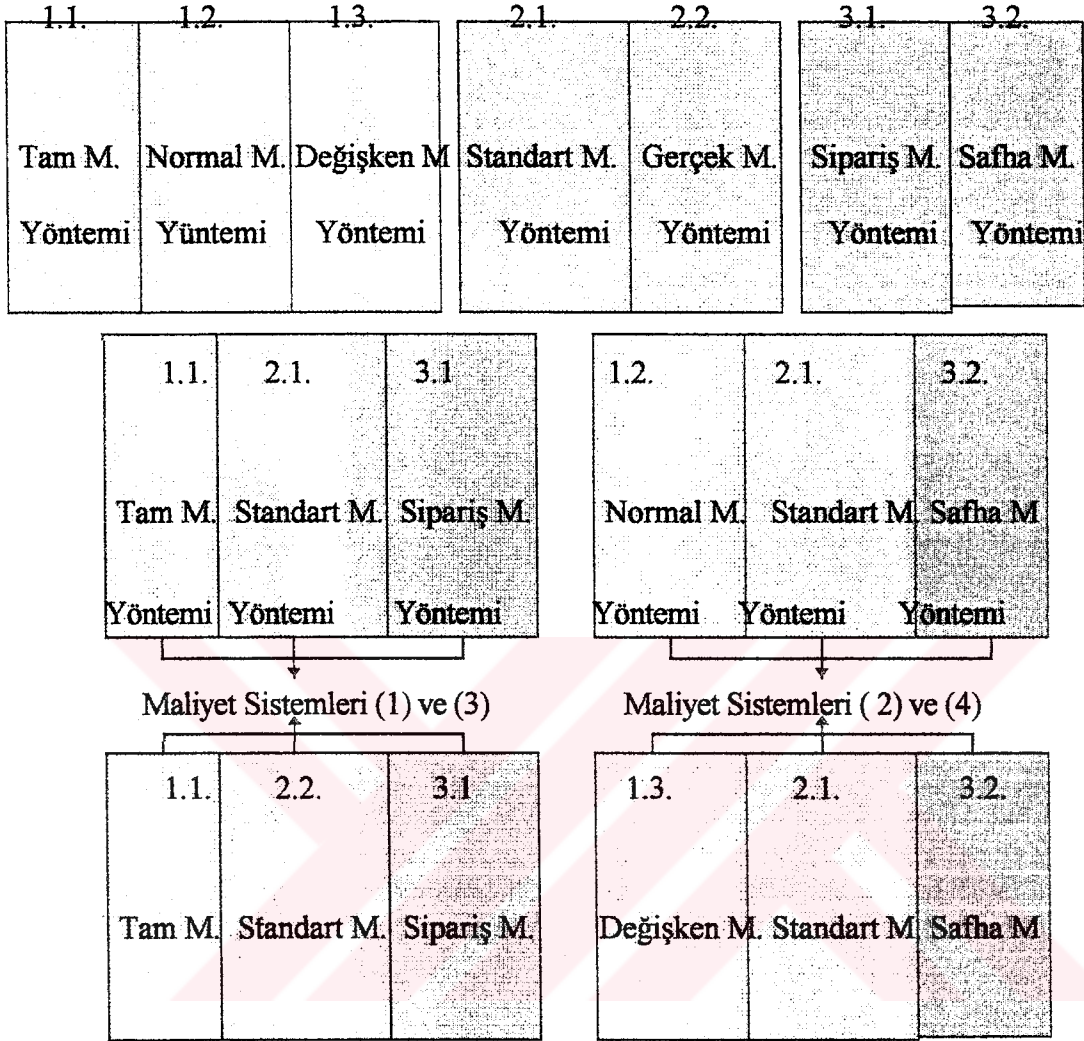 1.1. 1.2. 1.3. 2.1. 2.2. 3.1. 3.2.
Tam M. Normal M. Değişken M Standart M. Gerçek M. Sipariş M. Safha M.
Yöntemi Yüntemi Yöntemi Yöntemi Yöntemi Yöntemi Yöntemi
1.1. 2.1. 3.1 1.2. 2.1. 3.2.
Tam M. Standart M. Sipariş M. Normal M. Standart M. Safha M
Yöntemi Yöntemi Yöntemi Yöntemi Yöntemi Yöntemi
Maliyet Sistemleri (1) ve (3) Maliyet Sistemleri ( 2) ve (4)
1.1. 2.2. 3.1 1.3. 2.1. 3.2.
Tam M. Standart M. Sipariş M. Değişken M. Standart M Safha M